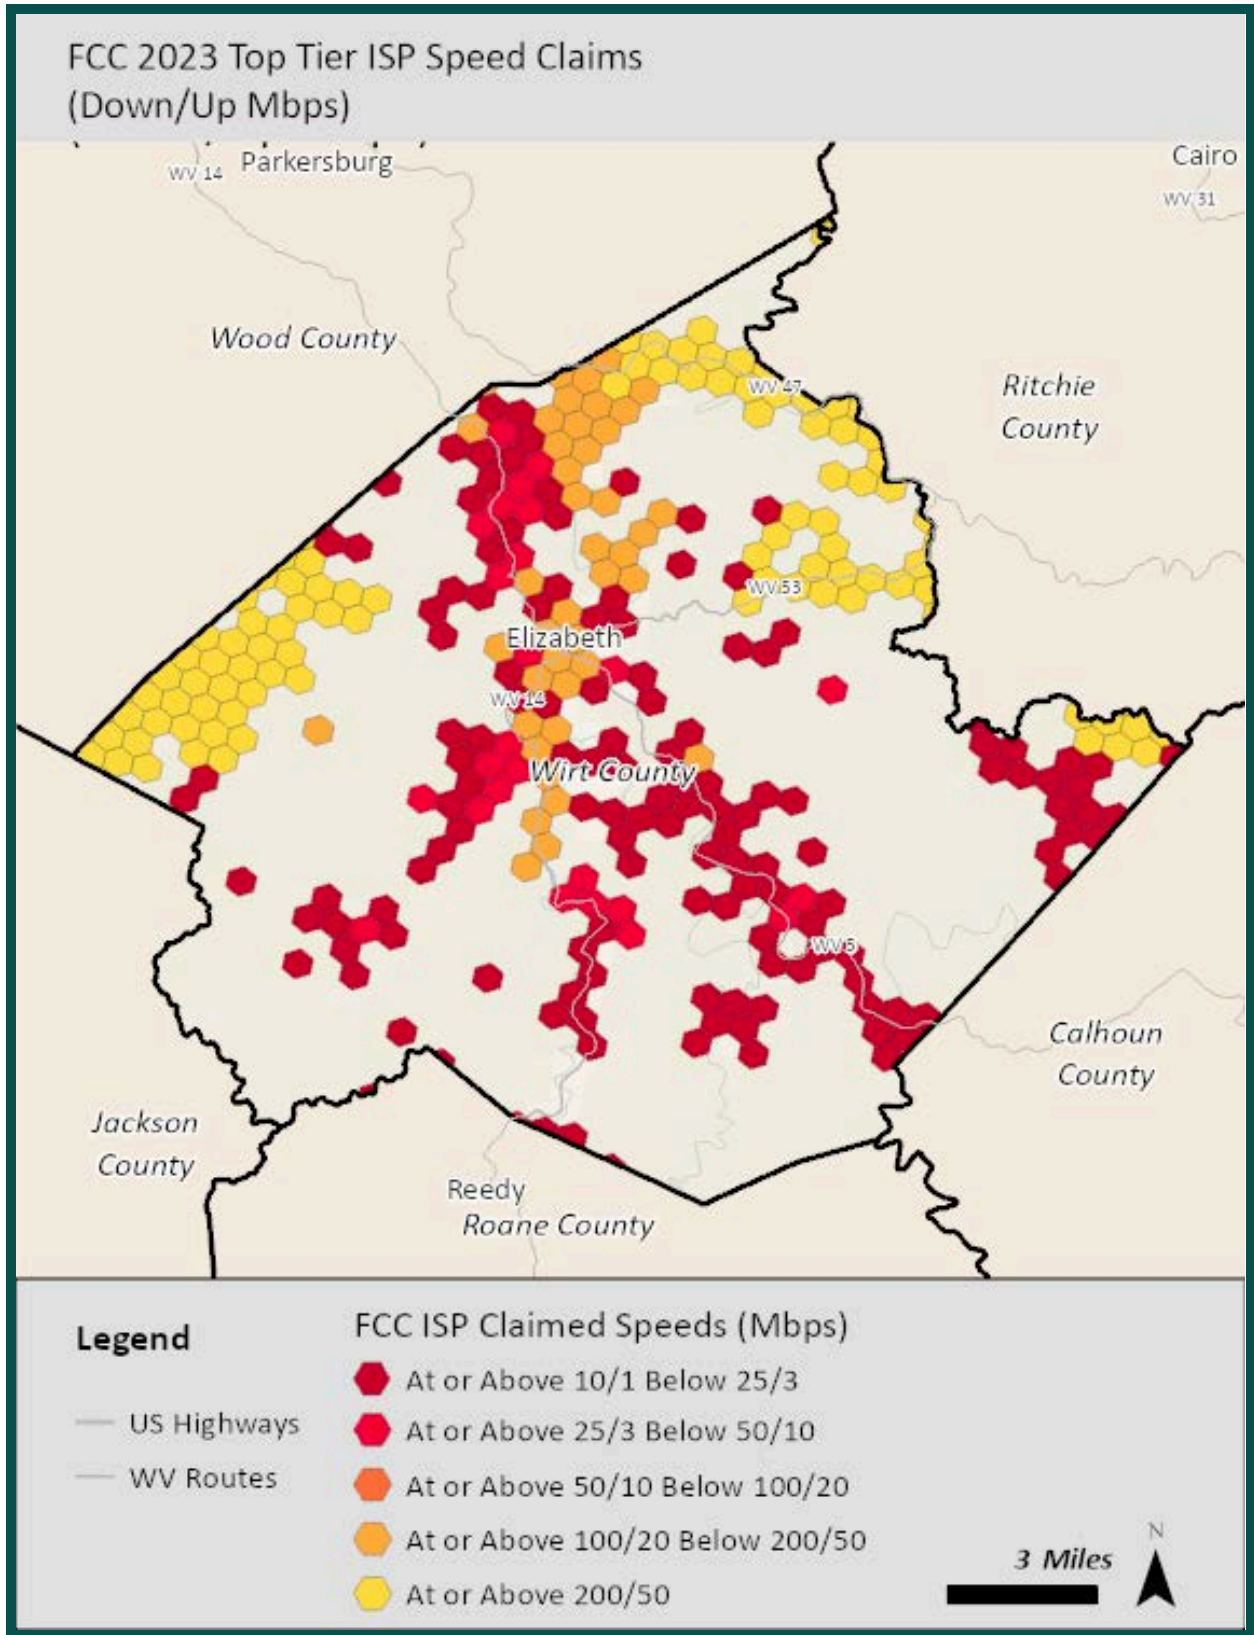 FCC 2023 Top Tier ISP Speed Claims
(Down/Up Mbps)
Parkersburg
WV 14
Cairo
WV 31
Wood County
Ritchie
County
WV 47
WV 53
Elizabeth
WV 14
Wirt County
WV 5
Calhoun
County
Jackson
County
Reedy
Roane County
Legend
US Highways
WV Routes
FCC ISP Claimed Speeds (Mbps)
At or Above 10/1 Below 25/3
At or Above 25/3 Below 50/10
At or Above 50/10 Below 100/20
At or Above 100/20 Below 200/50
At or Above 200/50
3 Miles
N